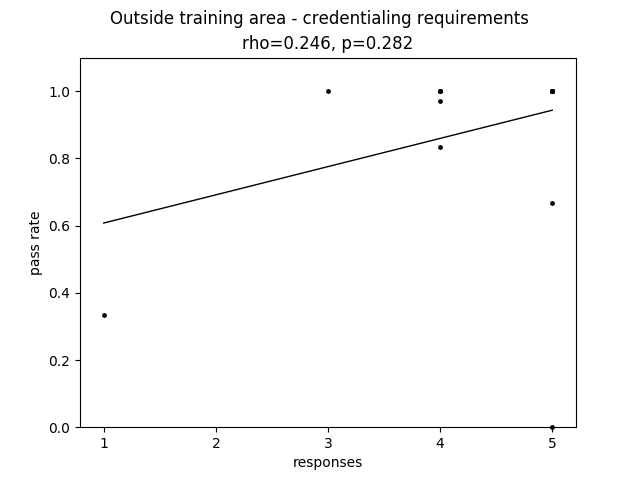 Outside training area - credentialing requirements
rho=0.246, p=0.282
1.0
0.8
0.6
0.4
0.2
0.0
pass rate
1 2 3 4 5
responses